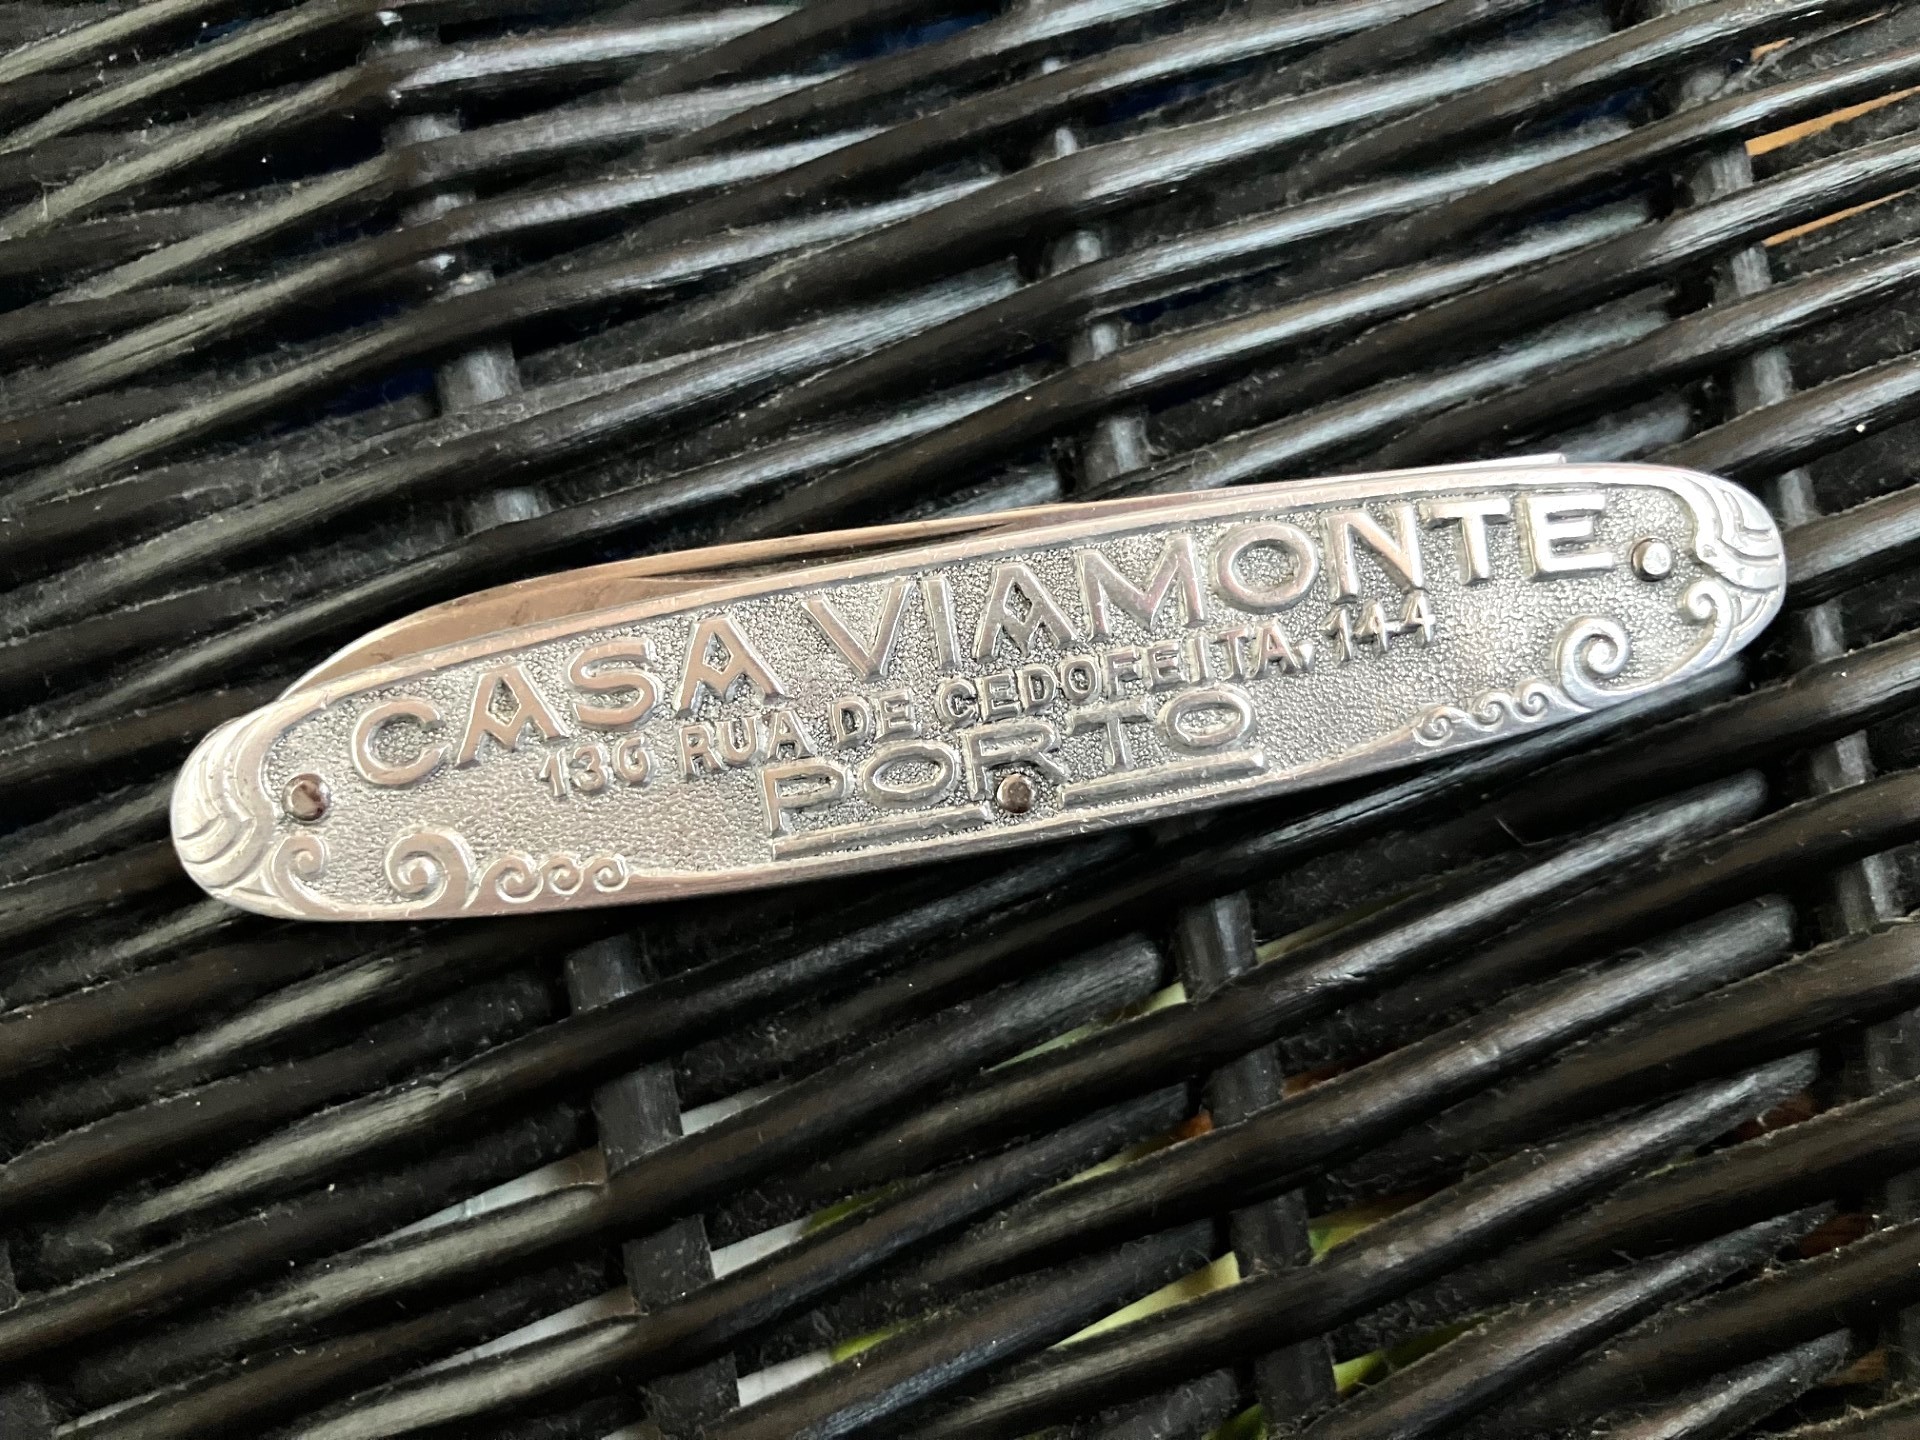 CASA VIAMONTE
136 RUA DE CEDOFEITA, 144
PORTO